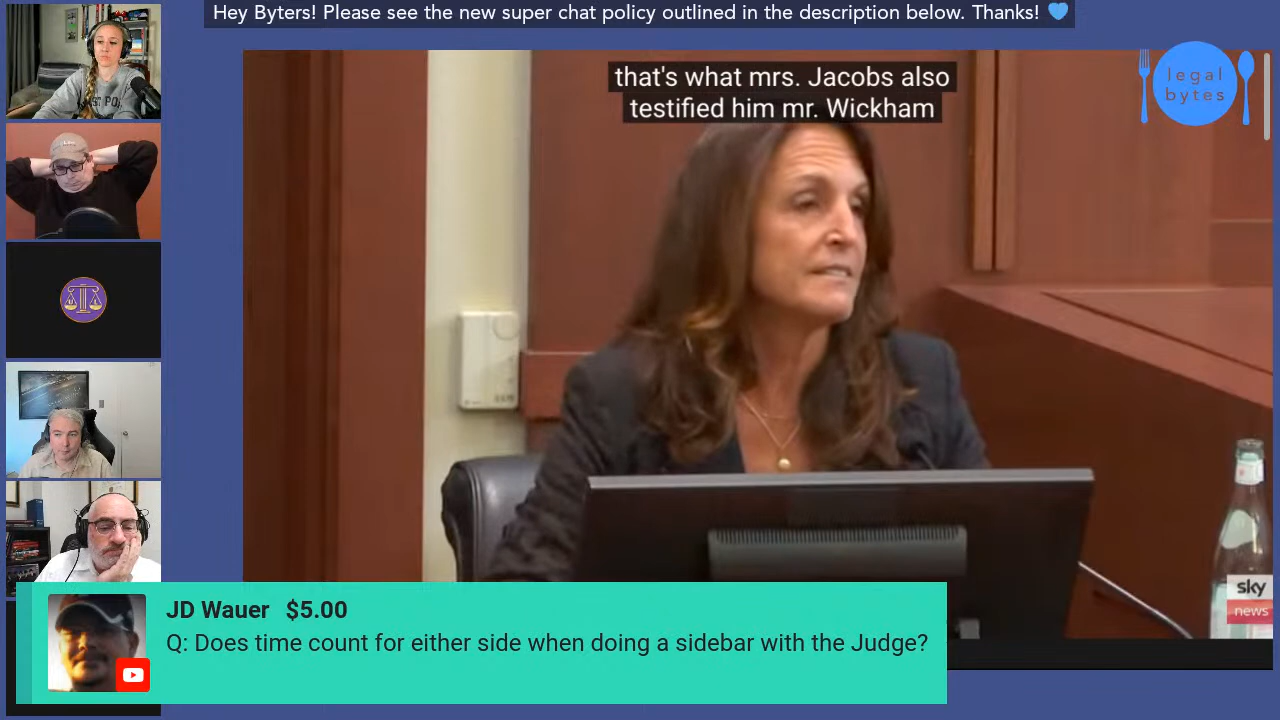 Hey Byters! Please see the new super chat policy outlined in the description below. Thanks! 💙
that's what mrs. Jacobs also
testified him mr. Wickham
legal
bytes
sky
news
JD Wauer $5.00
Q: Does time count for either side when doing a sidebar with the Judge?